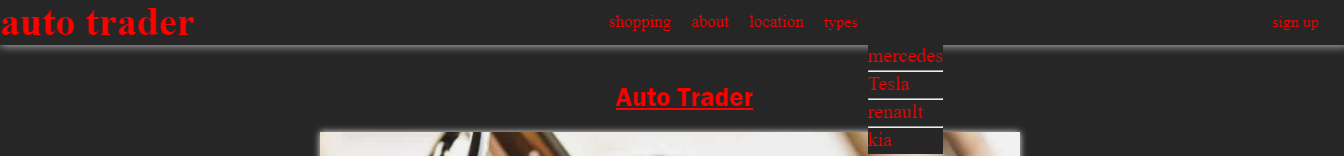 auto trader shopping about location types sign up
mercedes
Tesla
Auto Trader
renault
kia